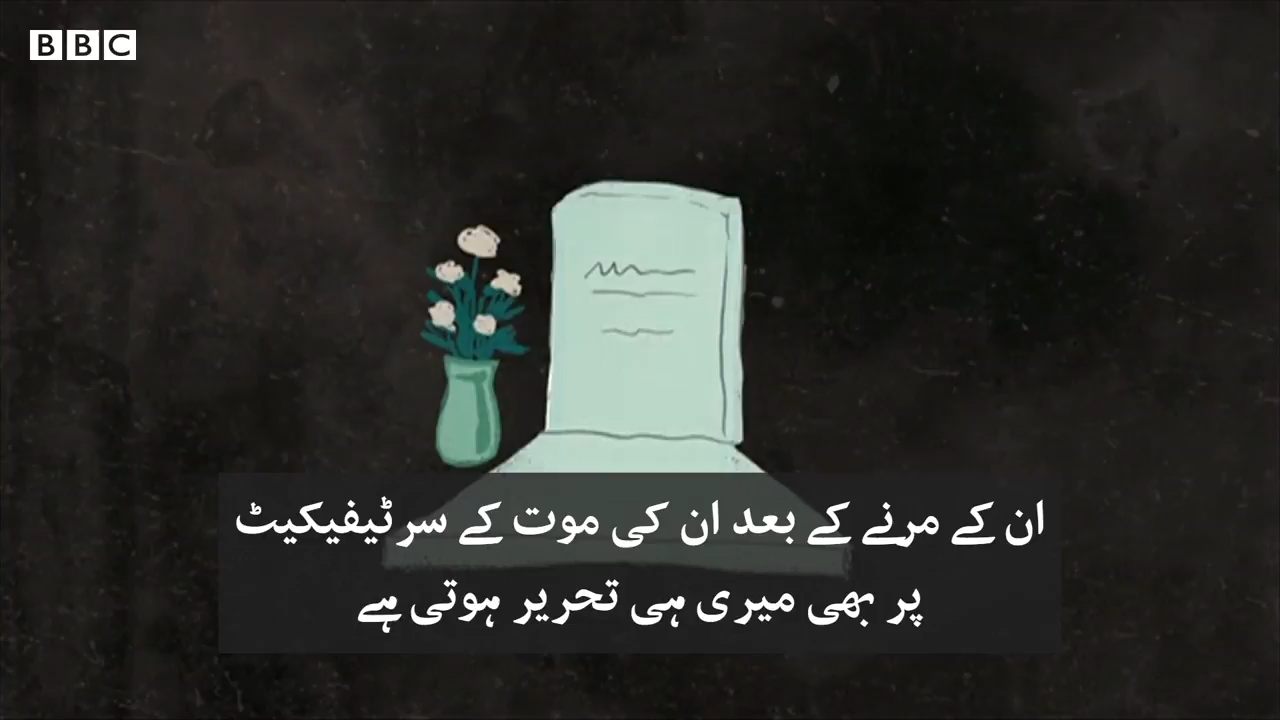 BBC
ان کے مرنے کے بعد ان کی موت کے سرٹیفیکیٹ
پر بھی میری ہی تحریر ہوتی ہے